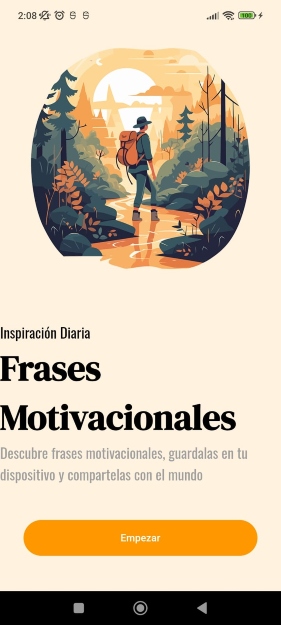 2:08
100
Inspiración Diaria
Frases
Motivacionales
Descubre frases motivacionales, guardalas en tu
dispositivo y compartelas con el mundo
Empezar